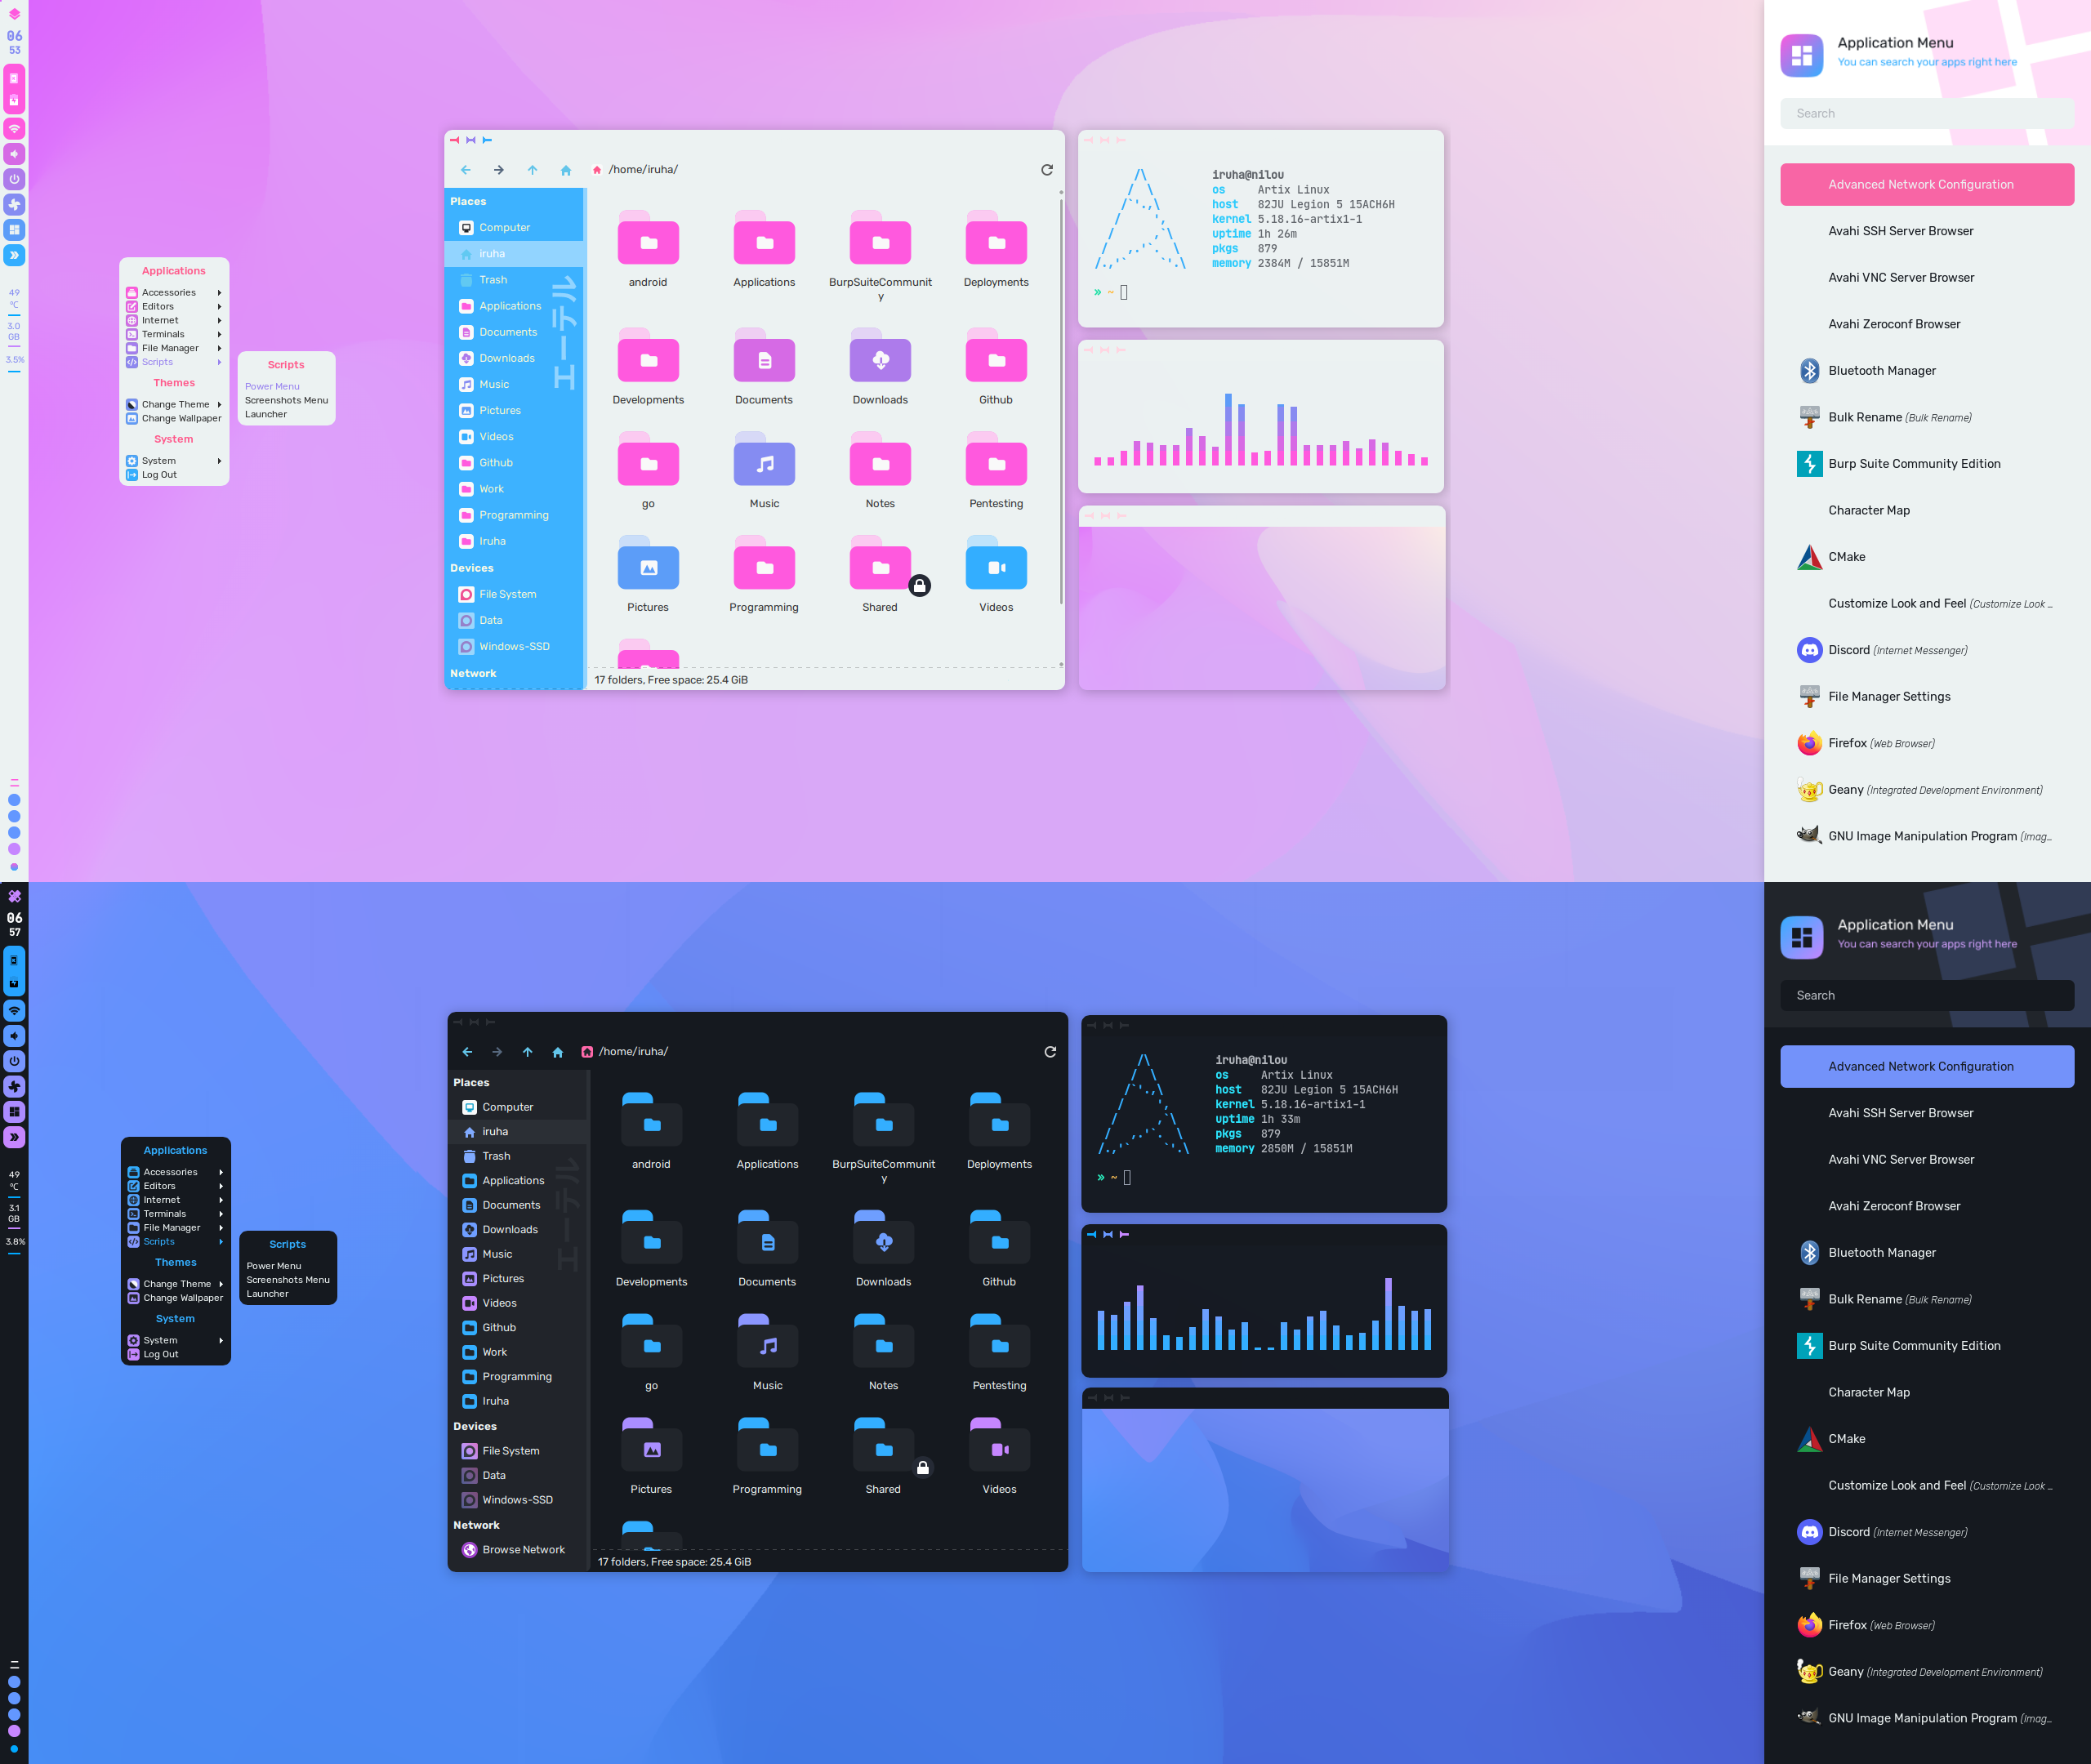 06
53
49
°C
3.0
GB
3.5%
Applications
Accessories
Editors
Internet
Terminals
File Manager
Scripts
Themes
Change Theme
Change Wallpaper
System
System
Log Out
Scripts
Power Menu
Screenshots Menu
Launcher
/home/iruha/
Places
Computer
iruha
Trash
Applications
Documents
Downloads
Music
Pictures
Videos
Github
Work
Programming
Iruha
Devices
File System
Data
Windows-SSD
Network
エーテル
android
Applications
BurpSuiteCommunit
y
Deployments
Developments
Documents
Downloads
Github
go
Music
Notes
Pentesting
Pictures
Programming
Shared
Videos
17 folders, Free space: 25.4 GiB
iruha@nilou
os Artix Linux
host 82JU Legion 5 15ACH6H
kernel 5.18.16-artix1-1
uptime 1h 26m
pkgs 879
memory 2384M / 15851M
» ~
Application Menu
You can search your apps right here
Search
Advanced Network Configuration
Avahi SSH Server Browser
Avahi VNC Server Browser
Avahi Zeroconf Browser
Bluetooth Manager
Bulk Rename (Bulk Rename)
Burp Suite Community Edition
Character Map
CMake
Customize Look and Feel (Customize Look ...
Discord (Internet Messenger)
File Manager Settings
Firefox (Web Browser)
Geany (Integrated Development Environment)
GNU Image Manipulation Program (Imag...
06
57
49
°C
3.1
GB
3.8%
Applications
Accessories
Editors
Internet
Terminals
File Manager
Scripts
Themes
Change Theme
Change Wallpaper
System
System
Log Out
Scripts
Power Menu
Screenshots Menu
Launcher
/home/iruha/
Places
Computer
iruha
Trash
Applications
Documents
Downloads
Music
Pictures
Videos
Github
Work
Programming
Iruha
Devices
File System
Data
Windows-SSD
Network
Browse Network
エーテル
android
Applications
BurpSuiteCommunit
y
Deployments
Developments
Documents
Downloads
Github
go
Music
Notes
Pentesting
Pictures
Programming
Shared
Videos
17 folders, Free space: 25.4 GiB
iruha@nilou
os Artix Linux
host 82JU Legion 5 15ACH6H
kernel 5.18.16-artix1-1
uptime 1h 33m
pkgs 879
memory 2850M / 15851M
» ~
Application Menu
You can search your apps right here
Search
Advanced Network Configuration
Avahi SSH Server Browser
Avahi VNC Server Browser
Avahi Zeroconf Browser
Bluetooth Manager
Bulk Rename (Bulk Rename)
Burp Suite Community Edition
Character Map
CMake
Customize Look and Feel (Customize Look ...
Discord (Internet Messenger)
File Manager Settings
Firefox (Web Browser)
Geany (Integrated Development Environment)
GNU Image Manipulation Program (Imag...